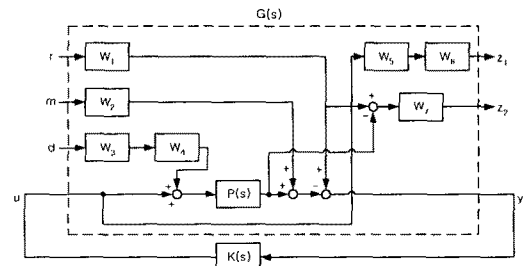 G(s)
r
W₁
W₅
W₆
z₁
m
W₂
+
−
W₇
z₂
d
W₃
W₄
+
+
+
+
+
−
u
P(s)
y
K(s)